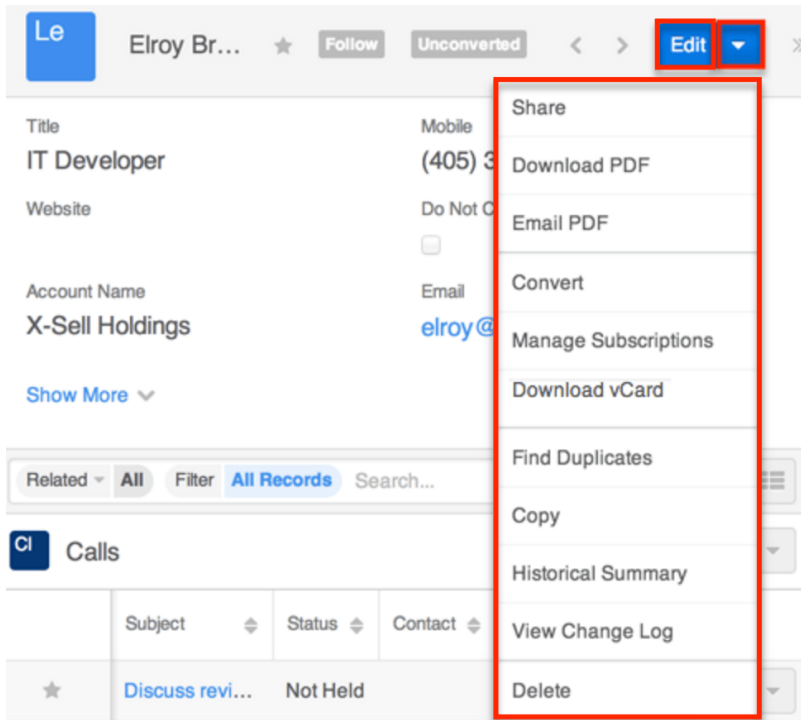 Le
Elroy Br...
Follow
Unconverted
Edit
Title
IT Developer
Mobile
(405) 3
Website
Do Not C
Account Name
X-Sell Holdings
Email
elroy@
Show More
Share
Download PDF
Email PDF
Convert
Manage Subscriptions
Download vCard
Find Duplicates
Copy
Historical Summary
View Change Log
Delete
Related All Filter All Records Search...
Cl
Calls
Subject Status Contact
Discuss revi... Not Held